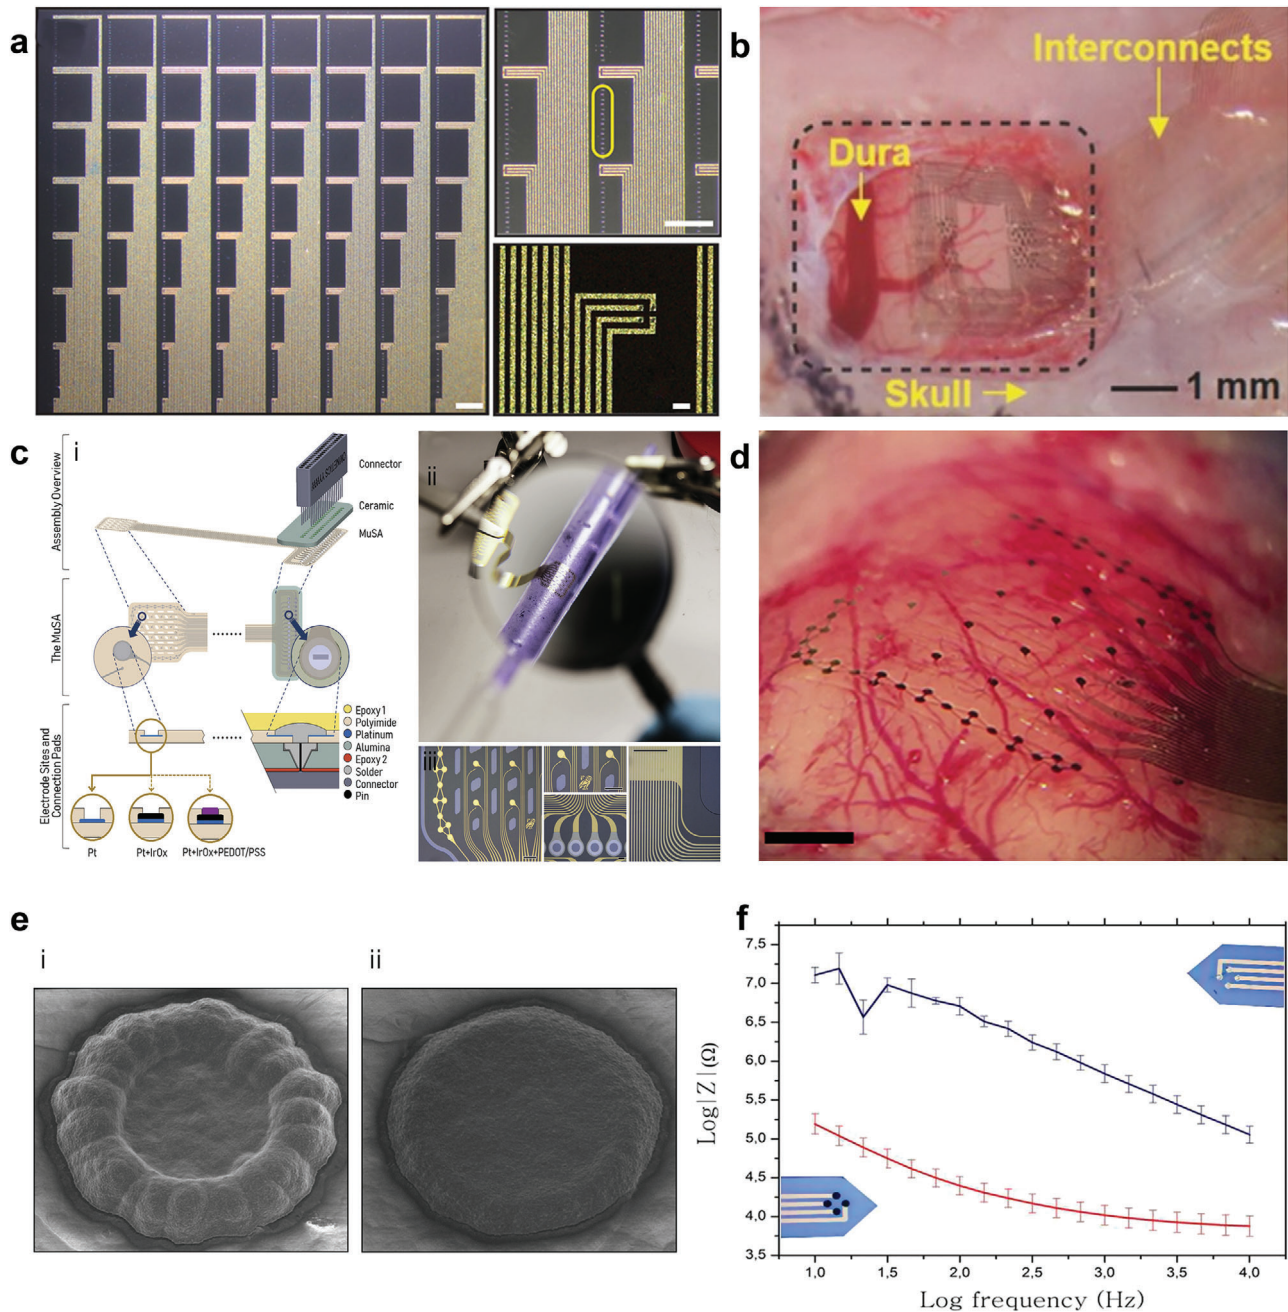 a
b
Interconnects
Dura
Skull
1 mm
c
i
Assembly Overview
Connector
Ceramic
MuSA
The MuSA
Electrode Sites and
Connection Pads
Epoxy 1
Polyimide
Platinum
Alumina
Epoxy 2
Solder
Connector
Pin
Pt
Pt+IrOx
Pt+IrOx+PEDOT/PSS
ii
iii
d
e
i
ii
f
Log|Z|(Ω)
7,5
7,0
6,5
6,0
5,5
5,0
4,5
4,0
3,5
1,0 1,5 2,0 2,5 3,0 3,5 4,0
Log frequency (Hz)